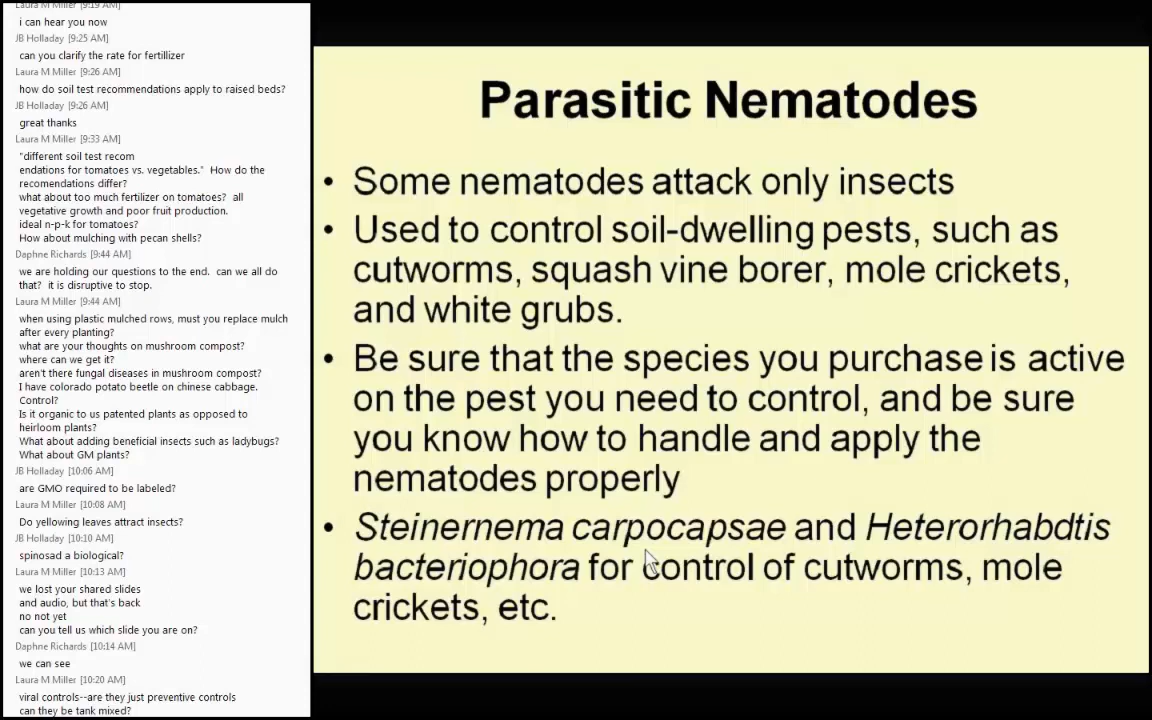 Laura M Miller [9:19 AM]
i can hear you now
JB Holladay [9:25 AM]
can you clarify the rate for fertillizer
Laura M Miller [9:26 AM]
how do soil test recommendations apply to raised beds?
JB Holladay [9:26 AM]
great thanks
Laura M Miller [9:33 AM]
"different soil test recom
endations for tomatoes vs. vegetables."  How do the
recomendations differ?
what about too much fertilizer on tomatoes?  all
vegetative growth and poor fruit production.
ideal n-p-k for tomatoes?
How about mulching with pecan shells?
Daphne Richards [9:44 AM]
we are holding our questions to the end.  can we all do
that?  it is disruptive to stop.
Laura M Miller [9:44 AM]
when using plastic mulched rows, must you replace mulch
after every planting?
what are your thoughts on mushroom compost?
where can we get it?
aren't there fungal diseases in mushroom compost?
I have colorado potato beetle on chinese cabbage.
Control?
Is it organic to us patented plants as opposed to
heirloom plants?
What about adding beneficial insects such as ladybugs?
What about GM plants?
JB Holladay [10:06 AM]
are GMO required to be labeled?
Laura M Miller [10:08 AM]
Do yellowing leaves attract insects?
JB Holladay [10:10 AM]
spinosad a biological?
Laura M Miller [10:13 AM]
we lost your shared slides
and audio, but that's back
no not yet
can you tell us which slide you are on?
Daphne Richards [10:14 AM]
we can see
Laura M Miller [10:20 AM]
viral controls--are they just preventive controls
can they be tank mixed?
Parasitic Nematodes
• Some nematodes attack only insects
• Used to control soil-dwelling pests, such as
cutworms, squash vine borer, mole crickets,
and white grubs.
• Be sure that the species you purchase is active
on the pest you need to control, and be sure
you know how to handle and apply the
nematodes properly
• Steinernema carpocapsae and Heterorhabdtis
bacteriophora for control of cutworms, mole
crickets, etc.